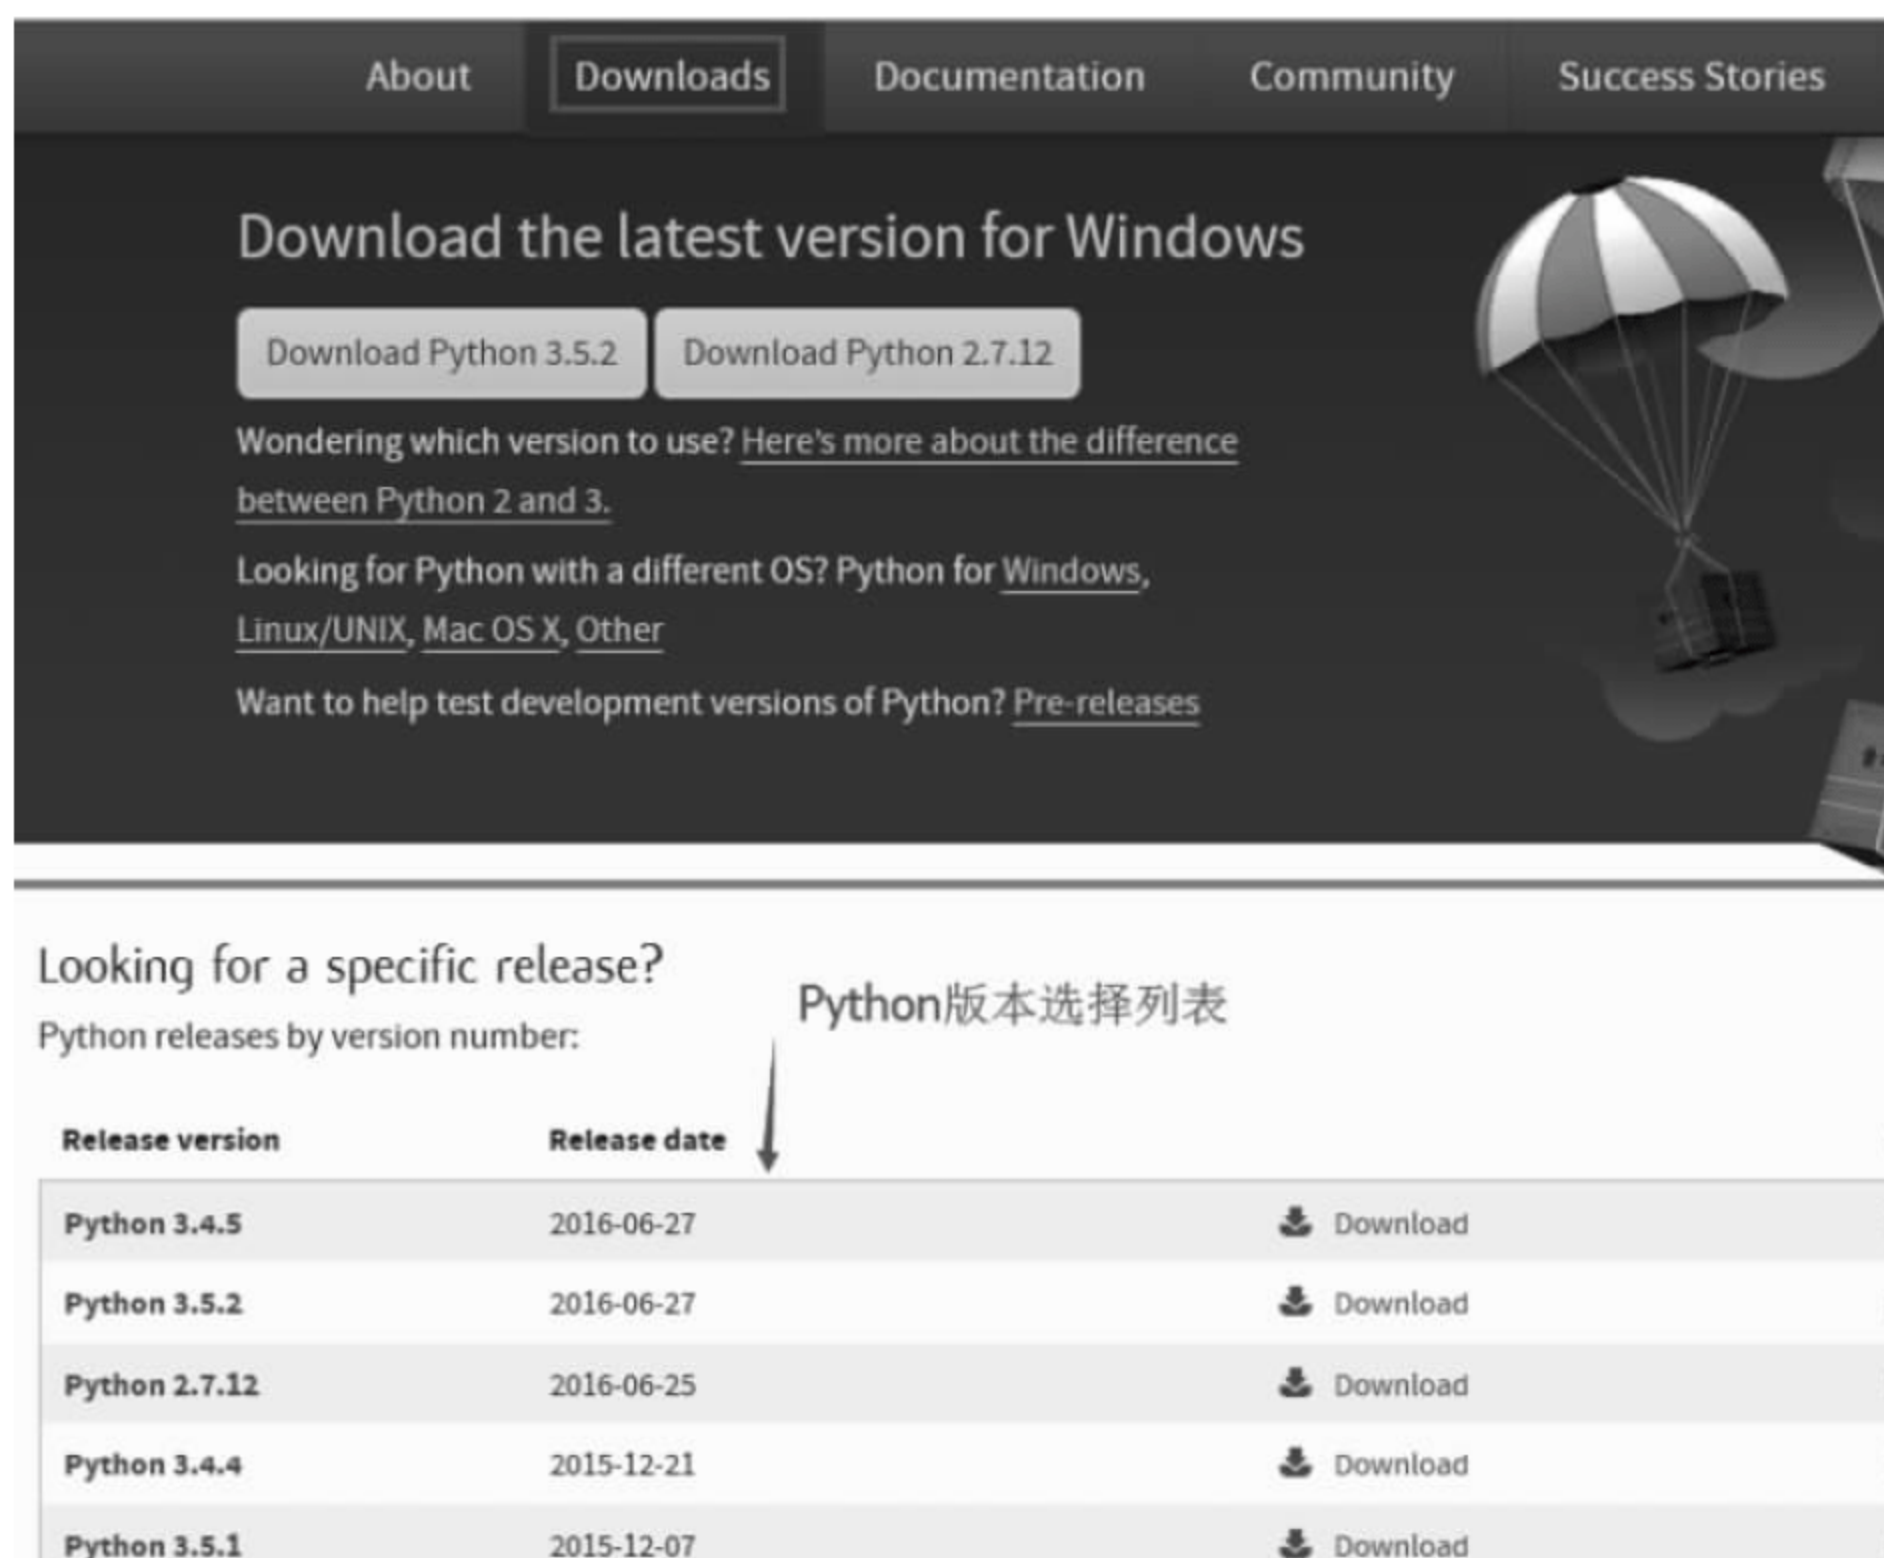 About Downloads Documentation Community Success Stories
Download the latest version for Windows
Download Python 3.5.2 Download Python 2.7.12
Wondering which version to use? Here's more about the difference
between Python 2 and 3.
Looking for Python with a different OS? Python for Windows,
Linux/UNIX, Mac OS X, Other
Want to help test development versions of Python? Pre-releases
Looking for a specific release?
Python版本选择列表
Python releases by version number:
Release version Release date
Python 3.4.5 2016-06-27 Download
Python 3.5.2 2016-06-27 Download
Python 2.7.12 2016-06-25 Download
Python 3.4.4 2015-12-21 Download
Python 3.5.1 2015-12-07 Download